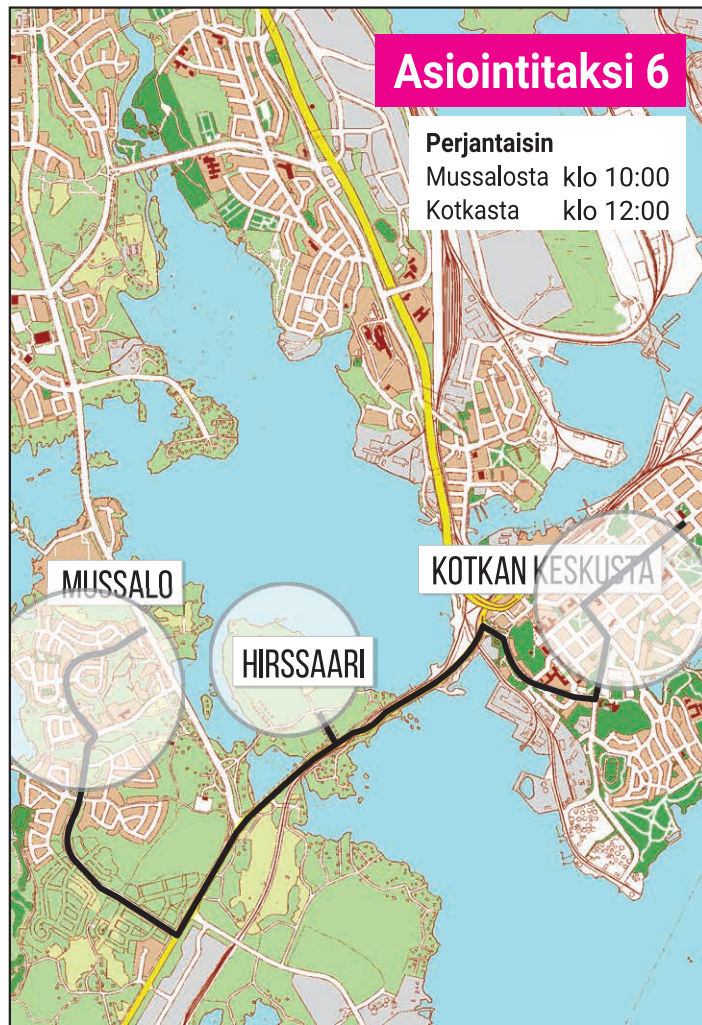 Asiointitaksi 6
Perjantaisin
Mussalosta klo 10:00
Kotkasta klo 12:00
MUSSALO
HIRSSAARI
KOTKAN KESKUSTA